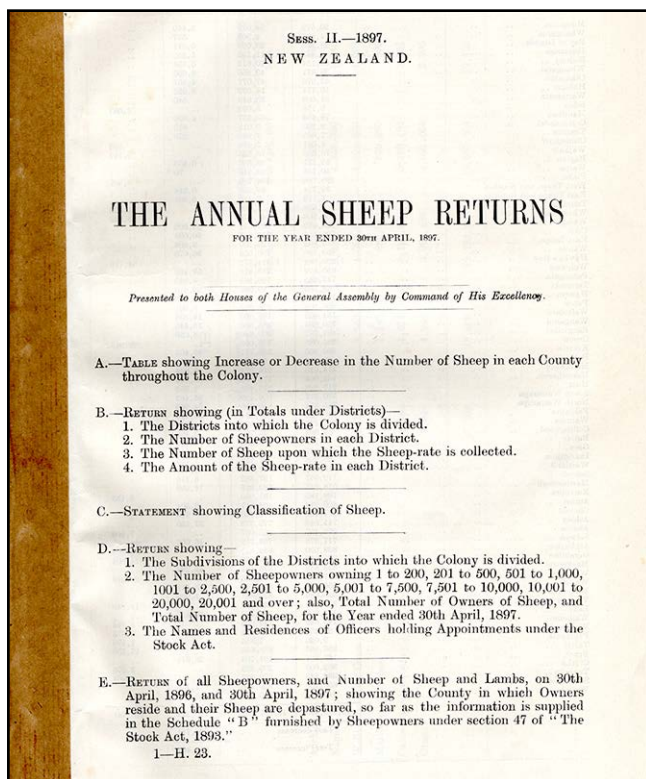 Sess. II.—1897.
NEW ZEALAND.
THE ANNUAL SHEEP RETURNS
FOR THE YEAR ENDED 30TH APRIL, 1897.
Presented to both Houses of the General Assembly by Command of His Excellency.
A.—Table showing Increase or Decrease in the Number of Sheep in each County
throughout the Colony.
B.—Return showing (in Totals under Districts)—
1. The Districts into which the Colony is divided.
2. The Number of Sheepowners in each District.
3. The Number of Sheep upon which the Sheep-rate is collected.
4. The Amount of the Sheep-rate in each District.
C.—Statement showing Classification of Sheep.
D.—Return showing—
1. The Subdivisions of the Districts into which the Colony is divided.
2. The Number of Sheepowners owning 1 to 200, 201 to 500, 501 to 1,000,
1001 to 2,500, 2,501 to 5,000, 5,001 to 7,500, 7,501 to 10,000, 10,001 to
20,000, 20,001 and over; also, Total Number of Owners of Sheep, and
Total Number of Sheep, for the Year ended 30th April, 1897.
3. The Names and Residences of Officers holding Appointments under the
Stock Act.
E.—Return of all Sheepowners, and Number of Sheep and Lambs, on 30th
April, 1896, and 30th April, 1897; showing the County in which Owners
reside and their Sheep are depastured, so far as the information is supplied
in the Schedule "B" furnished by Sheepowners under section 47 of "The
Stock Act, 1893."
1—H. 23.